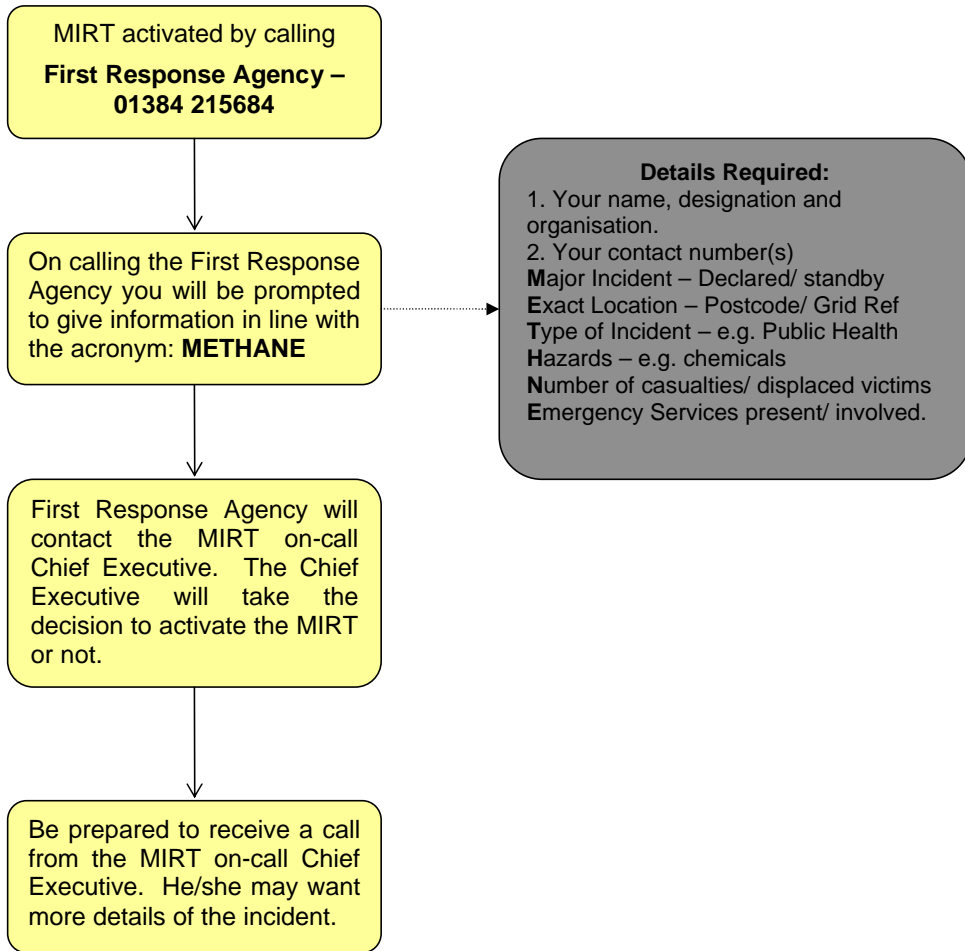 MIRT activated by calling
First Response Agency –
01384 215684
On calling the First Response
Agency you will be prompted
to give information in line with
the acronym: METHANE
Details Required:
1. Your name, designation and
organisation.
2. Your contact number(s)
Major Incident – Declared/ standby
Exact Location – Postcode/ Grid Ref
Type of Incident – e.g. Public Health
Hazards – e.g. chemicals
Number of casualties/ displaced victims
Emergency Services present/ involved.
First Response Agency will
contact the MIRT on-call
Chief Executive. The Chief
Executive will take the
decision to activate the MIRT
or not.
Be prepared to receive a call
from the MIRT on-call Chief
Executive. He/she may want
more details of the incident.